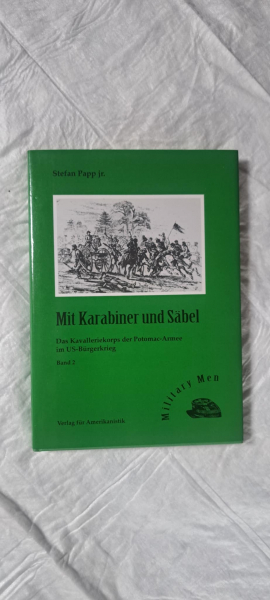 Stefan Papp jr.
Mit Karabiner und Säbel
Das Kavalleriekorps der Potomac-Armee
im US-Bürgerkrieg
Band 2
Military Men
Verlag für Amerikanistik